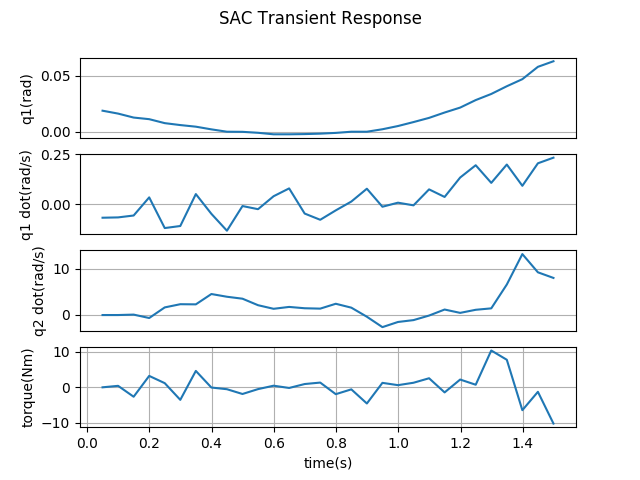 SAC Transient Response
q1(rad)
0.05
0.00
q1 dot(rad/s)
0.25
0.00
q2 dot(rad/s)
10
0
torque(Nm)
10
0
−10
0.0 0.2 0.4 0.6 0.8 1.0 1.2 1.4
time(s)